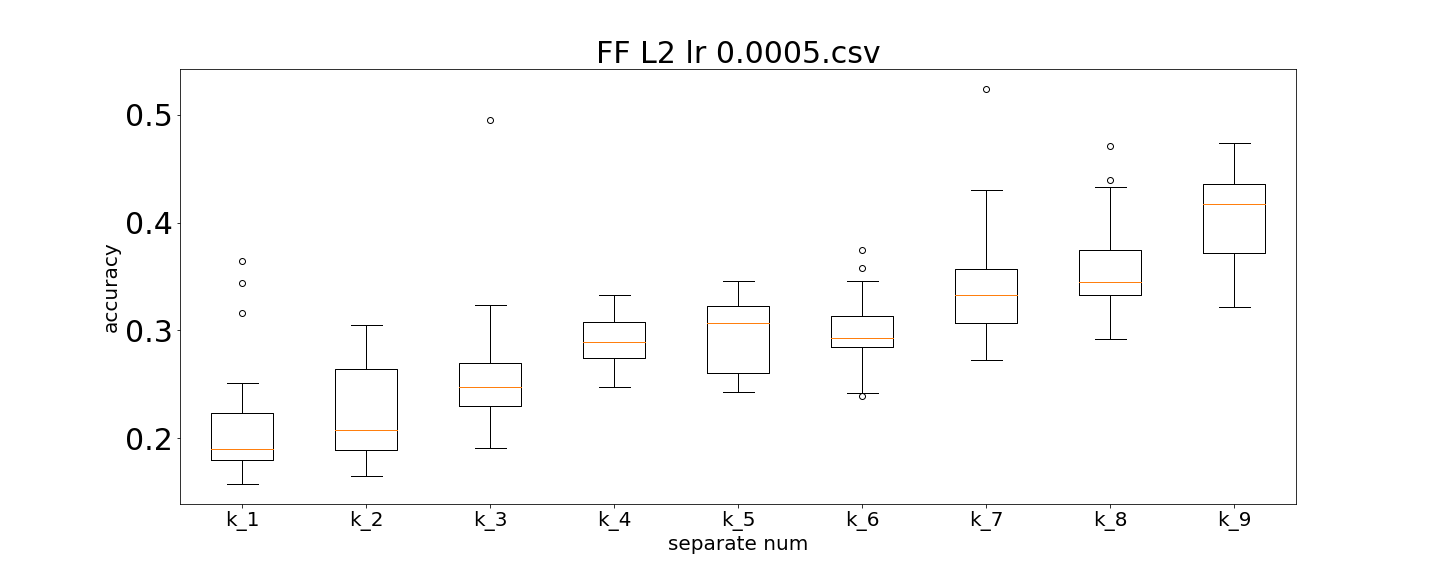 FF L2 lr 0.0005.csv
0.5
0.4
0.3
0.2
accuracy
k_1 k_2 k_3 k_4 k_5 k_6 k_7 k_8 k_9
separate num